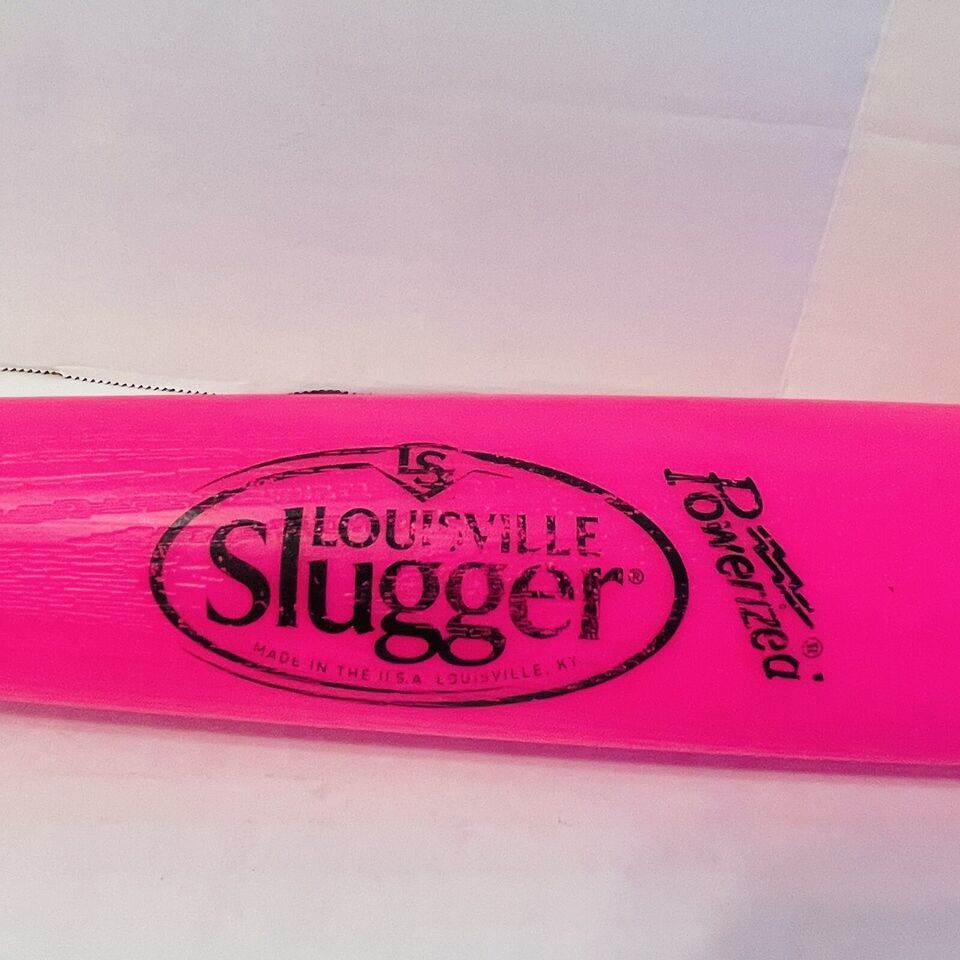 LS
LOUISVILLE
Slugger®
MADE IN THE U.S.A. LOUISVILLE, KY
Powerized®